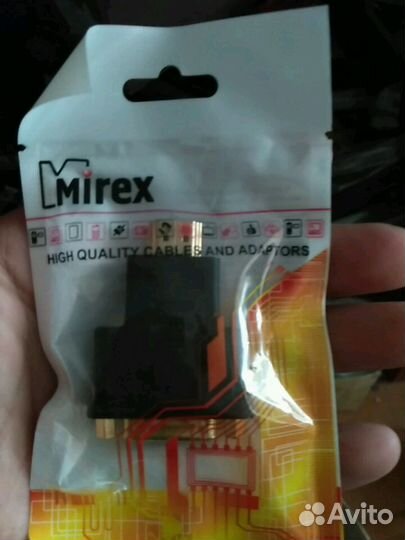 Mirex
HIGH QUALITY CABLES AND ADAPTORS
Avito